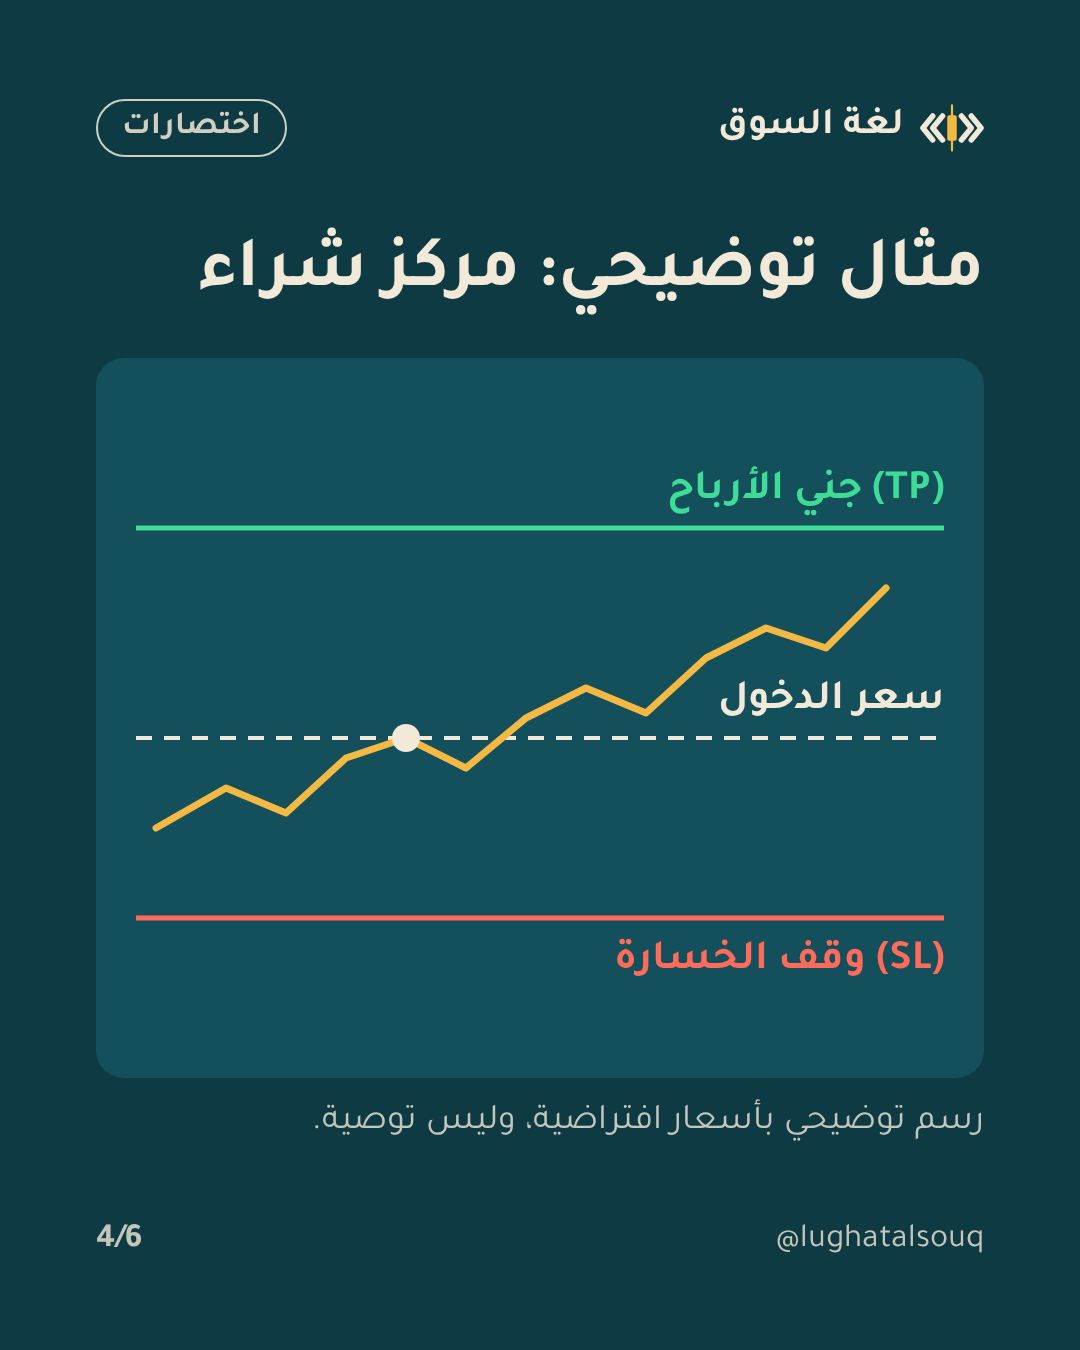 لغة السوق
اختصارات
مثال توضيحي: مركز شراء
(TP) جني الأرباح
سعر الدخول
(SL) وقف الخسارة
رسم توضيحي بأسعار افتراضية، وليس توصية.
@lughatalsouq
4/6